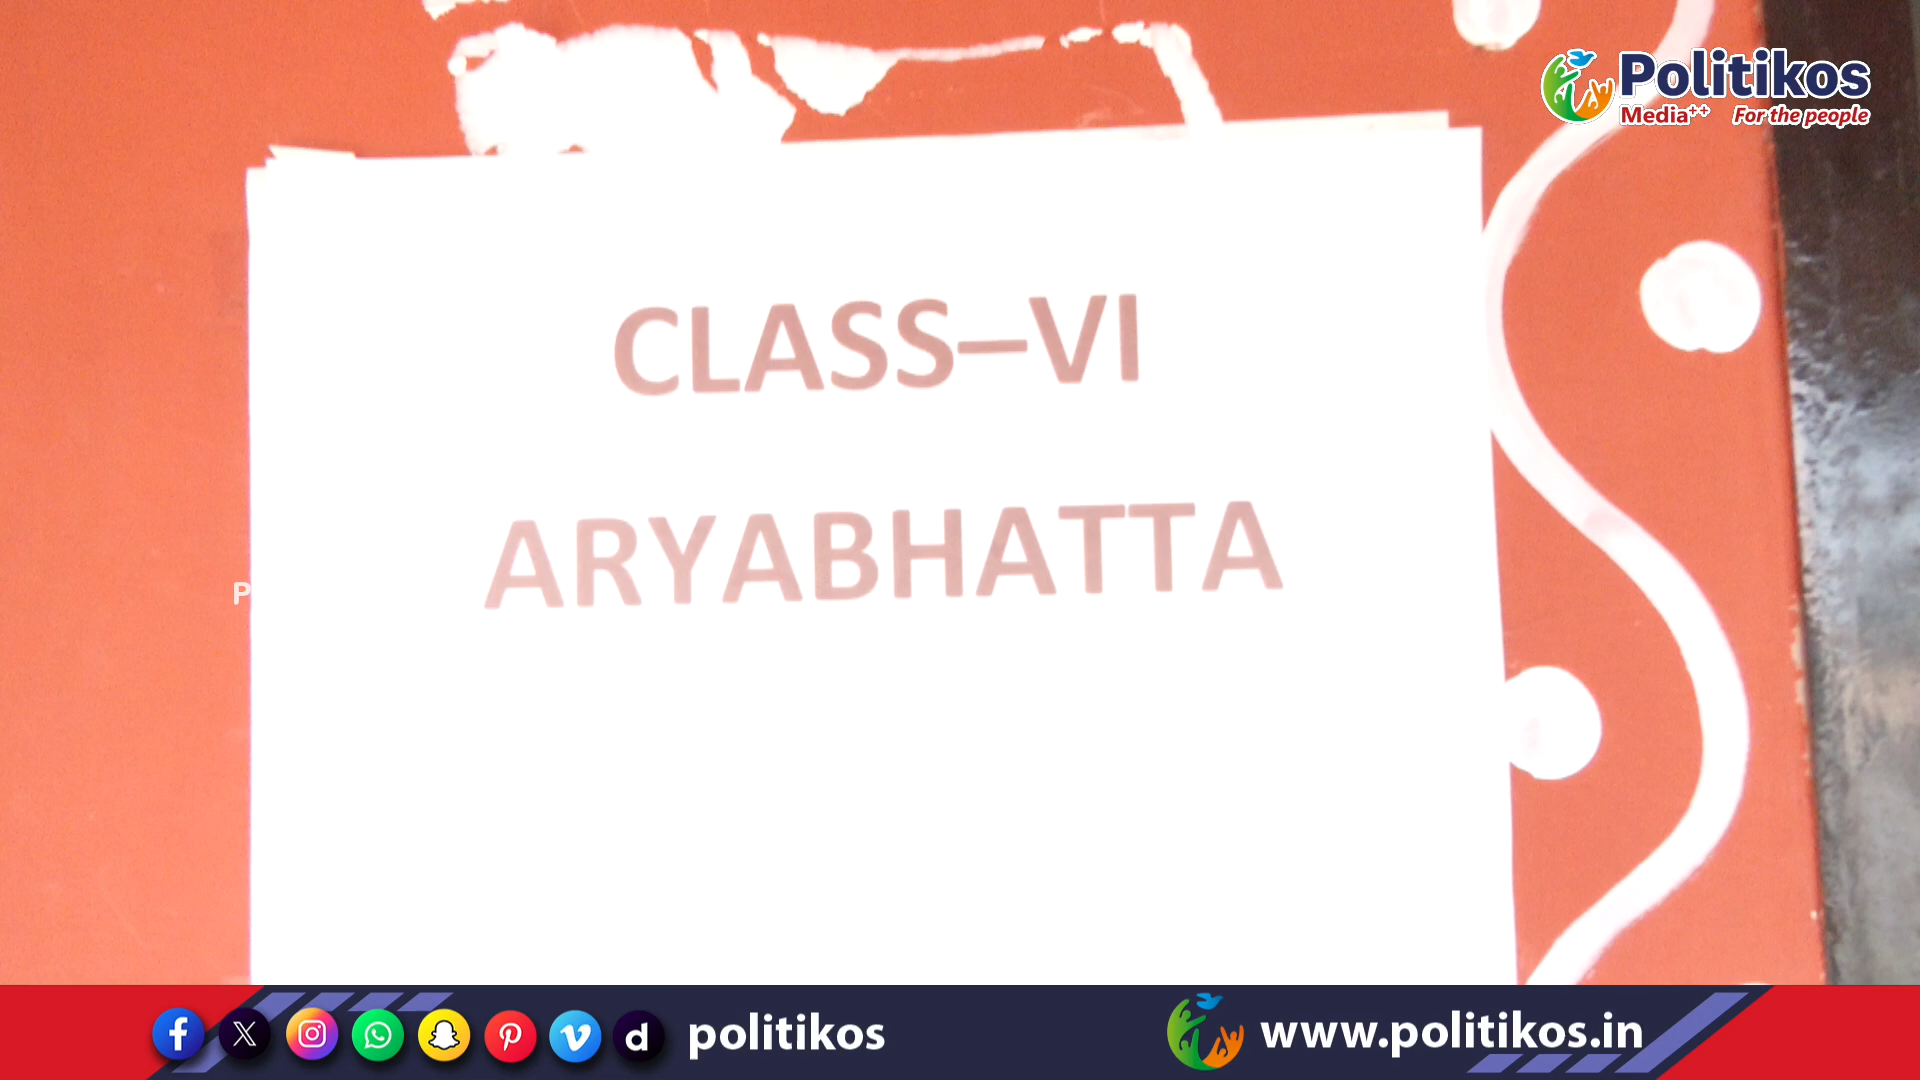 Politikos
Media++ For the people
CLASS–VI
ARYABHATTA
P
politikos
www.politikos.in